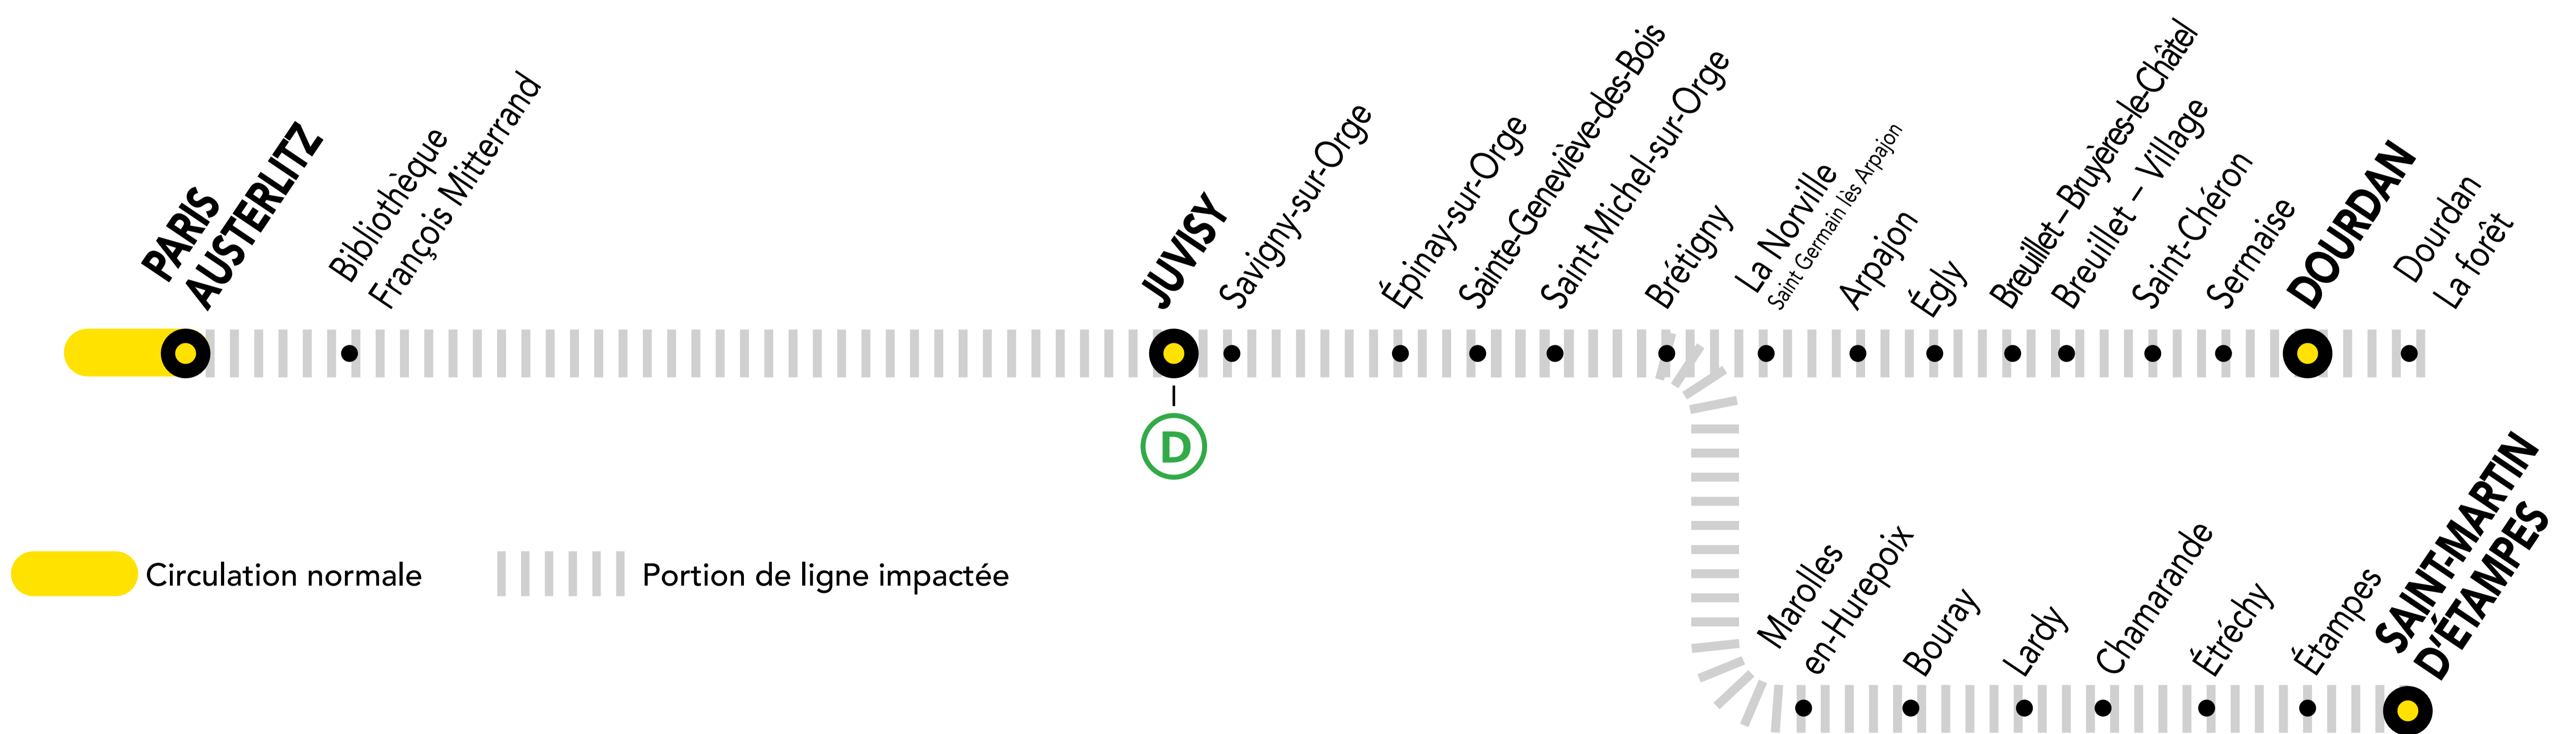 PARIS
AUSTERLITZ
Bibliothèque
François Mitterrand
JUVISY
Savigny-sur-Orge
Épinay-sur-Orge
Sainte-Geneviève-des-Bois
Saint-Michel-sur-Orge
Brétigny
La Norville
Saint Germain lès Arpajon
Arpajon
Égly
Breuillet – Bruyères-le-Châtel
Breuillet – Village
Saint-Chéron
Sermaise
DOURDAN
Dourdan
La forêt
D
Circulation normale
Portion de ligne impactée
Marolles
en-Hurepoix
Bouray
Lardy
Chamarande
Étréchy
Étampes
SAINT-MARTIN
D'ÉTAMPES